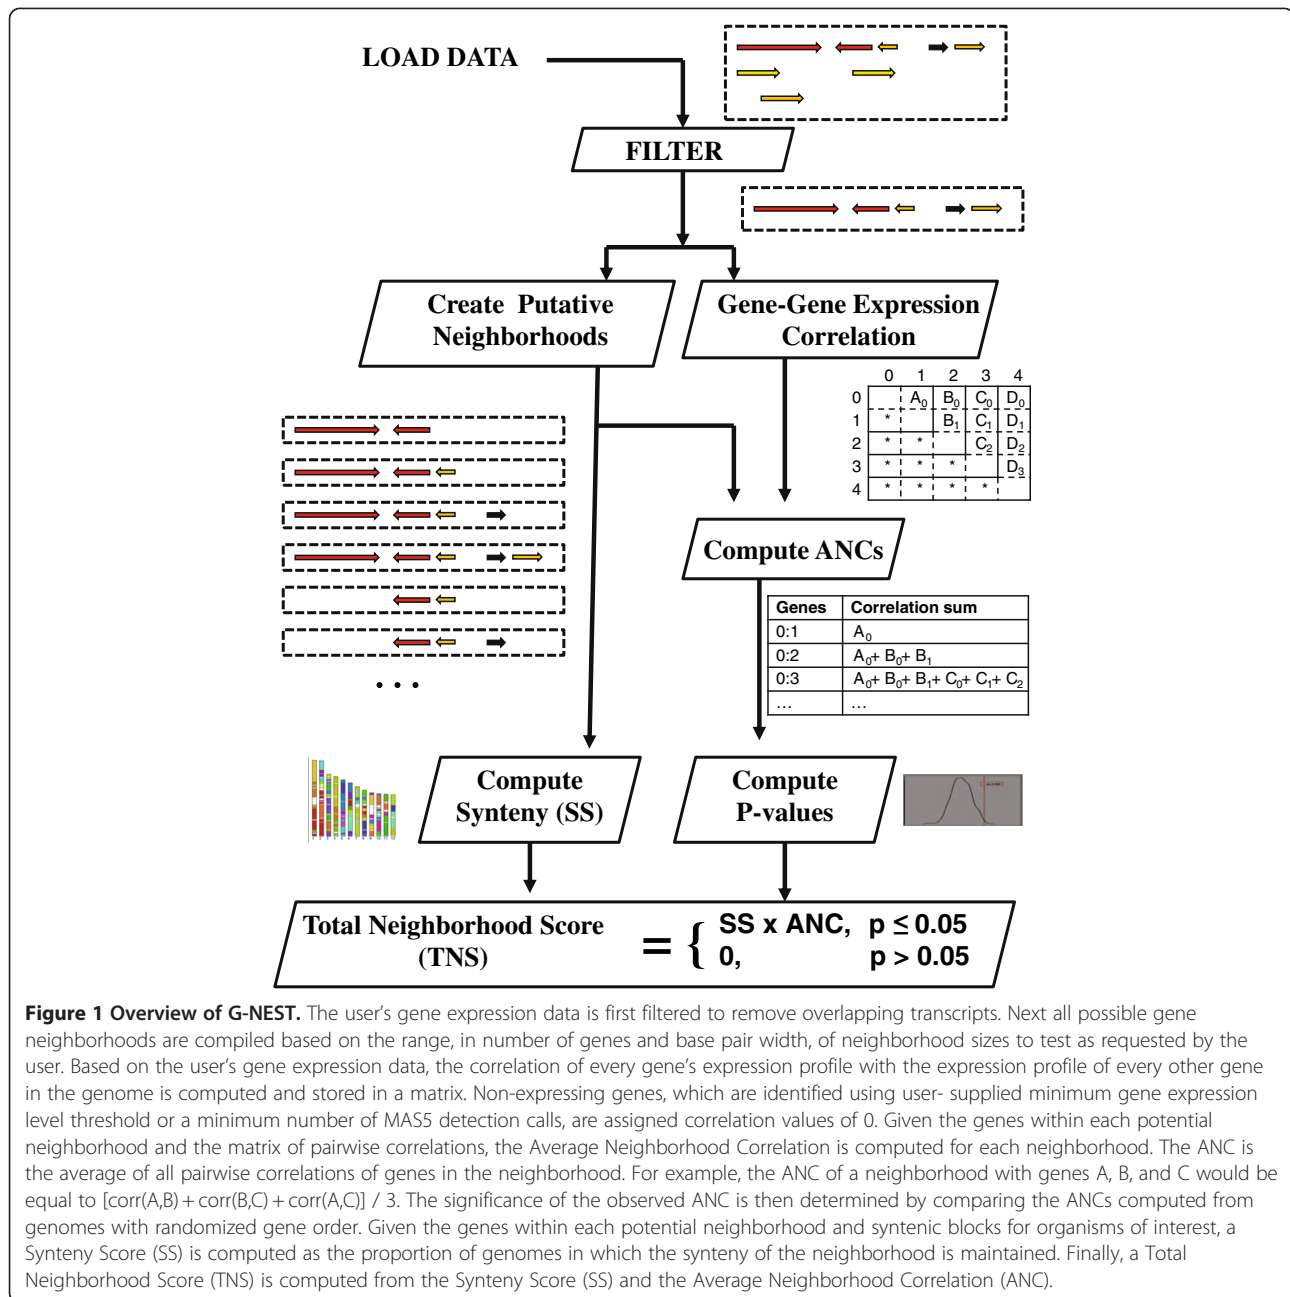 LOAD DATA
FILTER
Create Putative
Neighborhoods
Gene-Gene Expression
Correlation
0 1 2 3 4
0 A0 B0 C0 D0
1 * B1 C1 D1
2 * * C2 D2
3 * * * D3
4 * * * *
Compute ANCs
Genes Correlation sum
0:1 A0
0:2 A0+ B0+ B1
0:3 A0+ B0+ B1+ C0+ C1+ C2
... ...
. . .
Compute
Synteny (SS)
Compute
P-values
Total Neighborhood Score
(TNS)
= { SS x ANC, p ≤ 0.05
0, p > 0.05
Figure 1 Overview of G-NEST. The user's gene expression data is first filtered to remove overlapping transcripts. Next all possible gene
neighborhoods are compiled based on the range, in number of genes and base pair width, of neighborhood sizes to test as requested by the
user. Based on the user's gene expression data, the correlation of every gene's expression profile with the expression profile of every other gene
in the genome is computed and stored in a matrix. Non-expressing genes, which are identified using user- supplied minimum gene expression
level threshold or a minimum number of MAS5 detection calls, are assigned correlation values of 0. Given the genes within each potential
neighborhood and the matrix of pairwise correlations, the Average Neighborhood Correlation is computed for each neighborhood. The ANC is
the average of all pairwise correlations of genes in the neighborhood. For example, the ANC of a neighborhood with genes A, B, and C would be
equal to [corr(A,B) + corr(B,C) + corr(A,C)] / 3. The significance of the observed ANC is then determined by comparing the ANCs computed from
genomes with randomized gene order. Given the genes within each potential neighborhood and syntenic blocks for organisms of interest, a
Synteny Score (SS) is computed as the proportion of genomes in which the synteny of the neighborhood is maintained. Finally, a Total
Neighborhood Score (TNS) is computed from the Synteny Score (SS) and the Average Neighborhood Correlation (ANC).